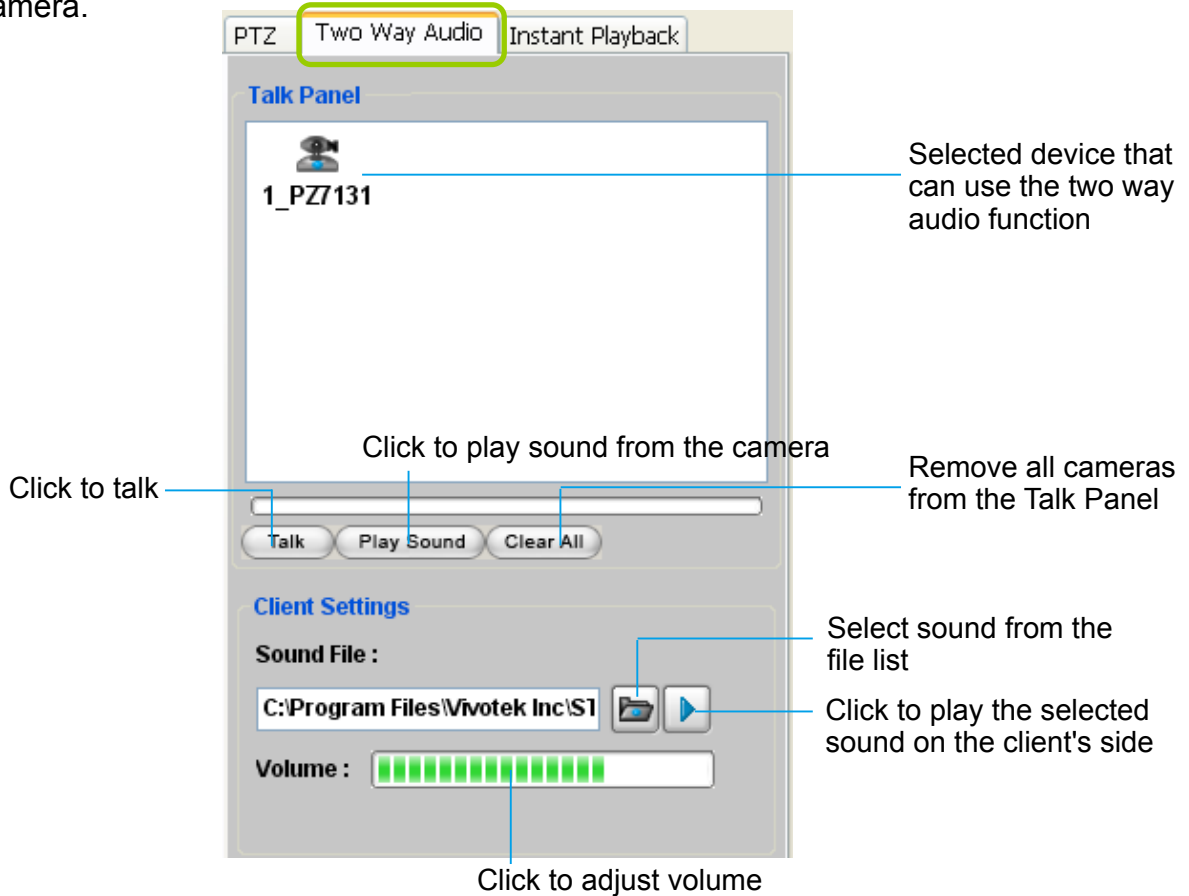 amera.
PTZ
Two Way Audio
Instant Playback
Talk Panel
1_PZ7131
Selected device that
can use the two way
audio function
Click to play sound from the camera
Click to talk
Remove all cameras
from the Talk Panel
Talk
Play Sound
Clear All
Client Settings
Sound File :
Select sound from the
file list
C:\Program Files\Vivotek Inc\ST
Click to play the selected
sound on the client's side
Volume :
Click to adjust volume